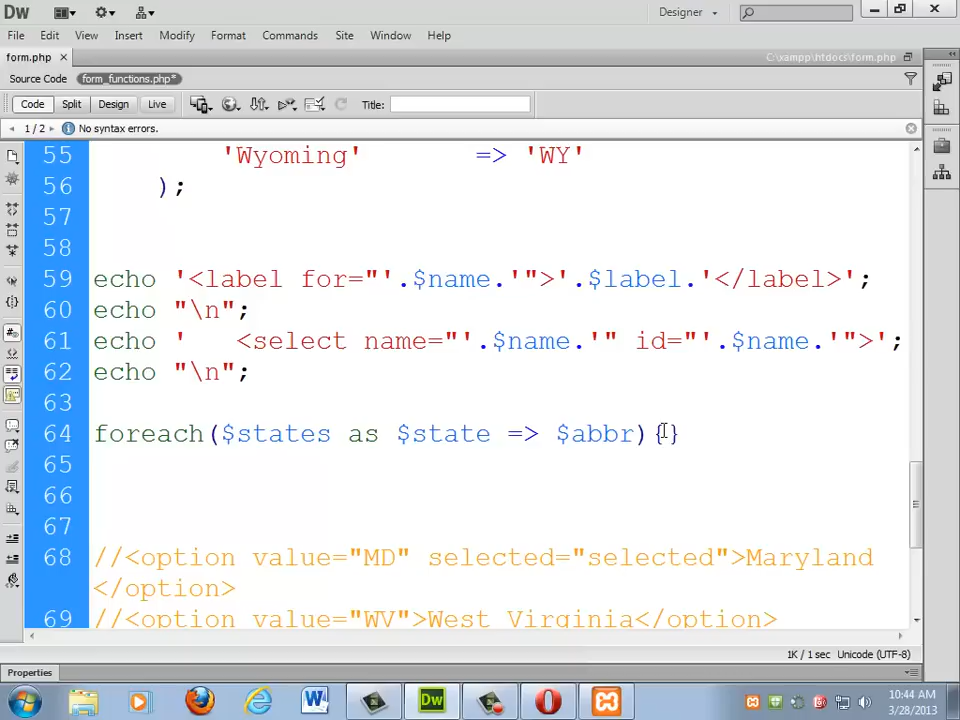 Dw
Designer
File Edit View Insert Modify Format Commands Site Window Help
form.php
C:\xampp\htdocs\form.php
Source Code form_functions.php*
Code Split Design Live Title:
1 / 2 No syntax errors.
55 'Wyoming' => 'WY'
56 );
57
58
59 echo '<label for="'.$name.'">'.$label.'</label>';
60 echo "\n";
61 echo ' <select name="'.$name.'" id="'.$name.'">';
62 echo "\n";
63
64 foreach($states as $state => $abbr){}
65
66
67
68 //<option value="MD" selected="selected">Maryland
</option>
69 //<option value="WV">West Virginia</option>
1K / 1 sec Unicode (UTF-8)
Properties
W Dw
10:44 AM
3/28/2013